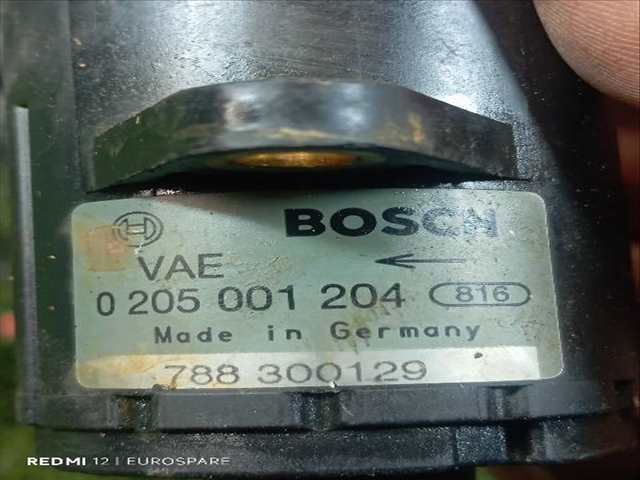 BOSCH
VAE
0 205 001 204 816
Made in Germany
788 300129
REDMI 12 | EUROSPARE